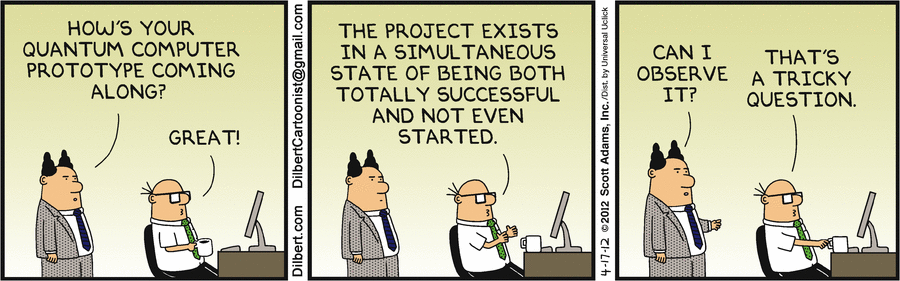 HOW'S YOUR
QUANTUM COMPUTER
PROTOTYPE COMING
ALONG?
GREAT!
Dilbert.com DilbertCartoonist@gmail.com
THE PROJECT EXISTS
IN A SIMULTANEOUS
STATE OF BEING BOTH
TOTALLY SUCCESSFUL
AND NOT EVEN
STARTED.
4-17-12 ©2012 Scott Adams, Inc. /Dist. by Universal Uclick
CAN I
OBSERVE
IT?
THAT'S
A TRICKY
QUESTION.